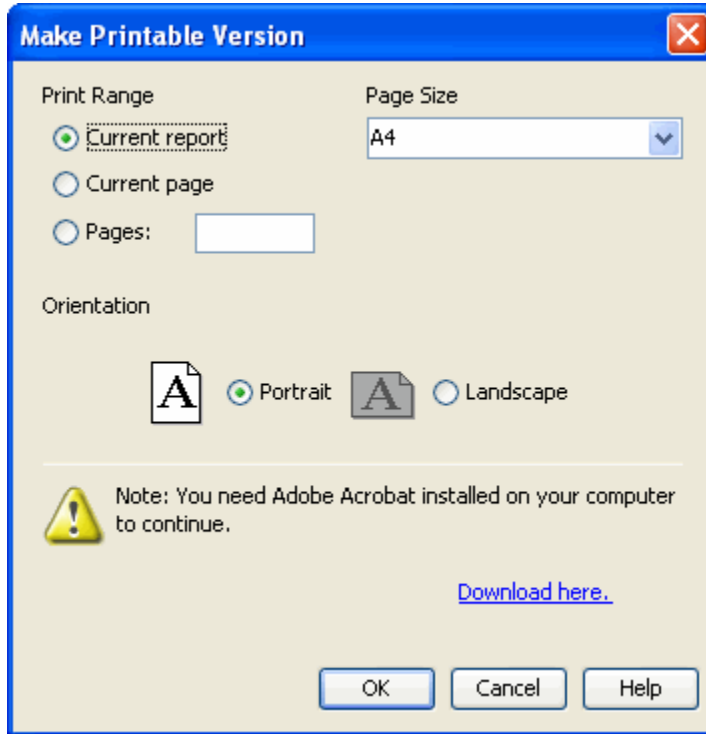 Make Printable Version
Print Range
Page Size
Current report
A4
Current page
Pages:
Orientation
A
Portrait
A
Landscape
Note: You need Adobe Acrobat installed on your computer
to continue.
Download here.
OK
Cancel
Help